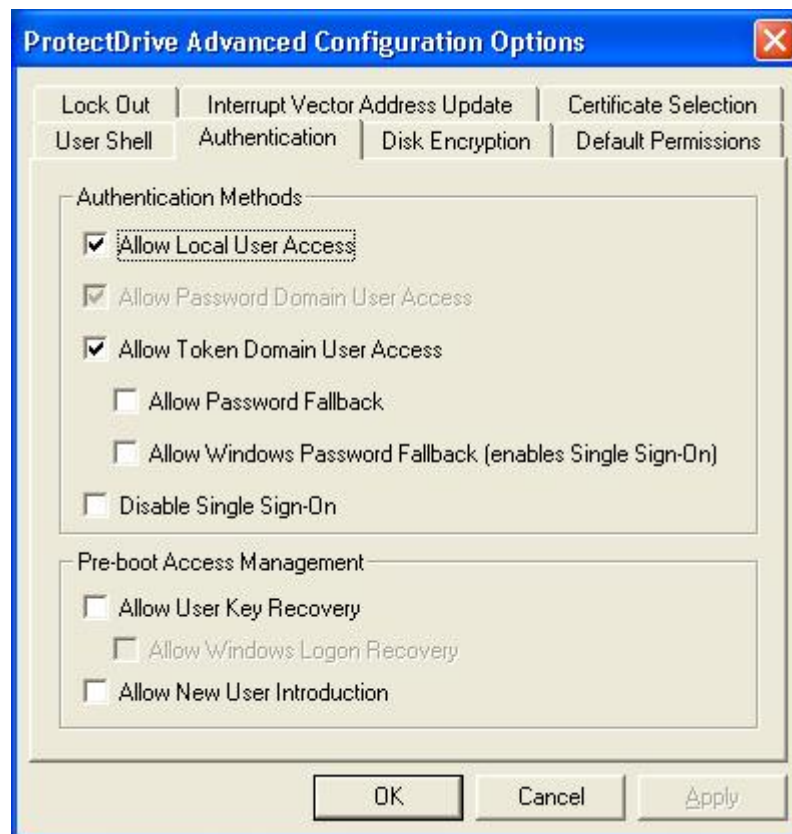 ProtectDrive Advanced Configuration Options
Lock Out
Interrupt Vector Address Update
Certificate Selection
User Shell
Authentication
Disk Encryption
Default Permissions
Authentication Methods
Allow Local User Access
Allow Password Domain User Access
Allow Token Domain User Access
Allow Password Fallback
Allow Windows Password Fallback (enables Single Sign-On)
Disable Single Sign-On
Pre-boot Access Management
Allow User Key Recovery
Allow Windows Logon Recovery
Allow New User Introduction
OK
Cancel
Apply